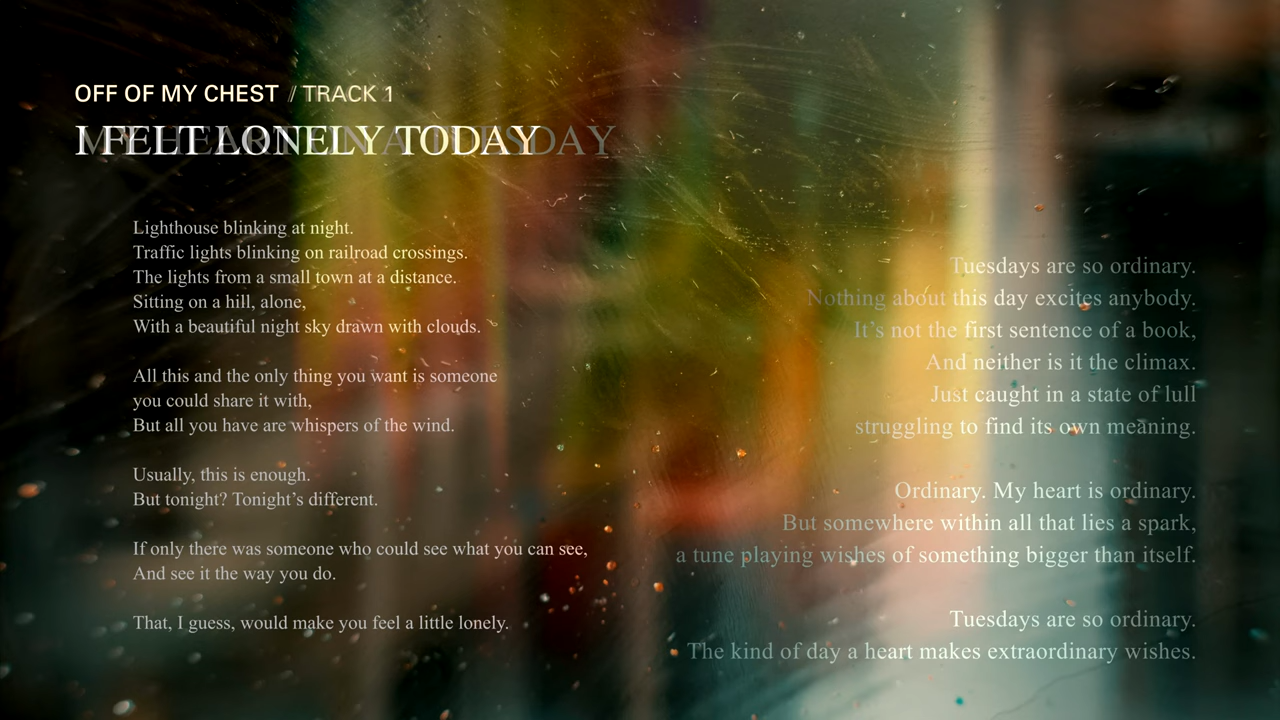 OFF OF MY CHEST / TRACK 1
I FELT LONELY TODAY
MY HEART ON A TUESDAY
Lighthouse blinking at night.
Traffic lights blinking on railroad crossings.
The lights from a small town at a distance.
Sitting on a hill, alone,
With a beautiful night sky drawn with clouds.
All this and the only thing you want is someone
you could share it with,
But all you have are whispers of the wind.
Usually, this is enough.
But tonight? Tonight’s different.
If only there was someone who could see what you can see,
And see it the way you do.
That, I guess, would make you feel a little lonely.
Tuesdays are so ordinary.
Nothing about this day excites anybody.
It’s not the first sentence of a book,
And neither is it the climax.
Just caught in a state of lull
struggling to find its own meaning.
Ordinary. My heart is ordinary.
But somewhere within all that lies a spark,
a tune playing wishes of something bigger than itself.
Tuesdays are so ordinary.
The kind of day a heart makes extraordinary wishes.